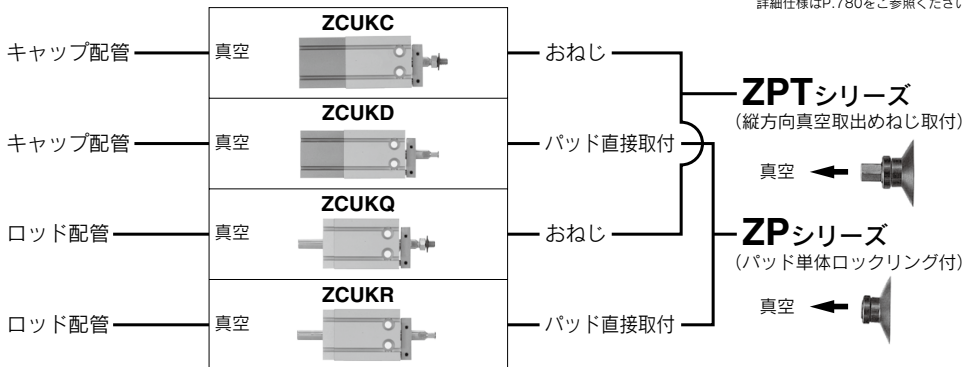 詳細仕様はP.780をご参照ください
キャップ配管
真空
ZCUKC
おねじ
キャップ配管
真空
ZCUKD
パッド直接取付
ロッド配管
真空
ZCUKQ
おねじ
ロッド配管
真空
ZCUKR
パッド直接取付
ZPTシリーズ
(縦方向真空取出めねじ取付)
真空
ZPシリーズ
(パッド単体ロックリング付)
真空